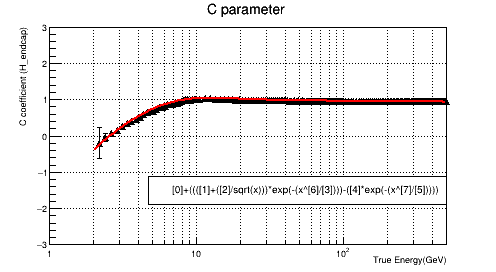 C parameter
C coefficient (H_endcap)
3
2
1
0
−1
−2
−3
[0]+((([1]+([2]/sqrt(x)))*exp(-(x^[6]/[3])))-([4]*exp(-(x^[7]/[5]))))
1
10
10²
True Energy(GeV)